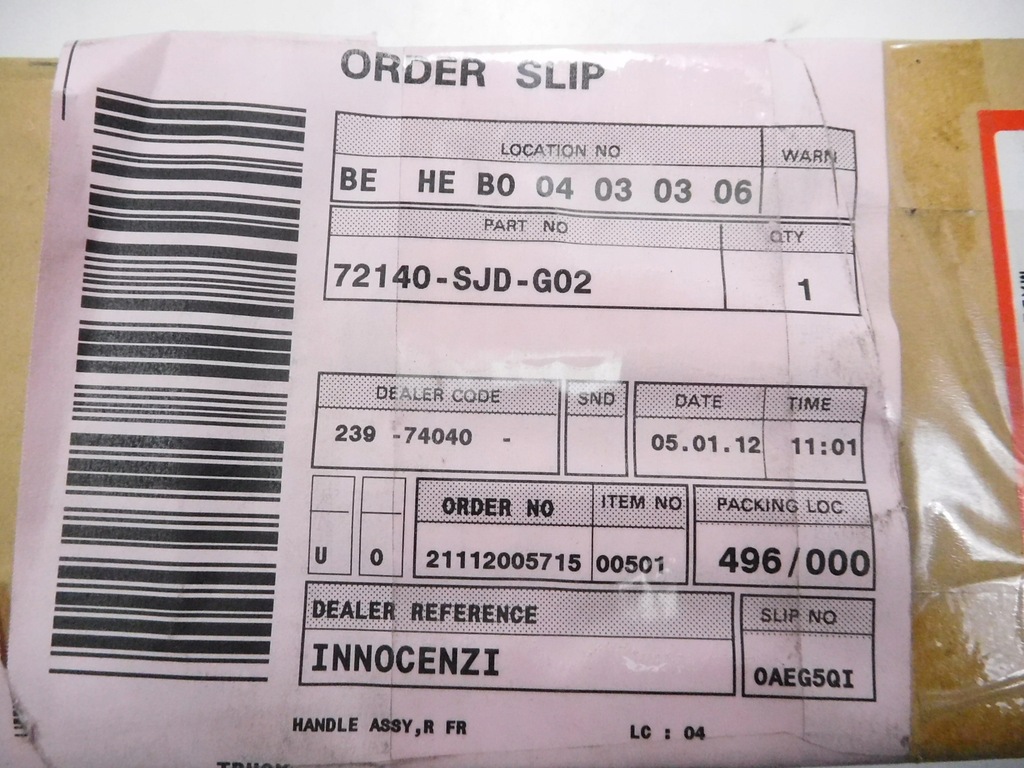 ORDER SLIP
LOCATION NO WARN
BE HE BO 04 03 03 06
PART NO QTY
72140-SJD-G02 1
DEALER CODE SND DATE TIME
239 -74040 - 05.01.12 11:01
ORDER NO ITEM NO PACKING LOC.
U 0 21112005715 00501 496/000
DEALER REFERENCE SLIP NO
INNOCENZI 0AEG5QI
HANDLE ASSY,R FR LC : 04